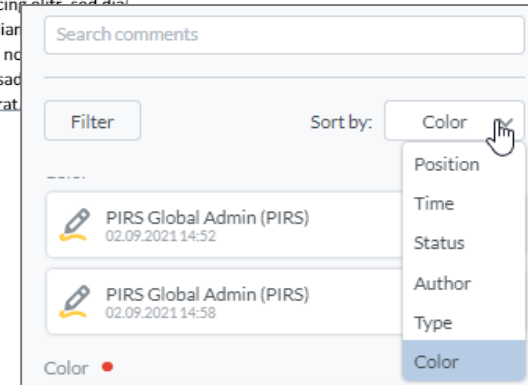 Search comments
Filter
Sort by:
Color
Position
Time
Status
Author
Type
Color
PIRS Global Admin (PIRS)
02.09.2021 14:52
PIRS Global Admin (PIRS)
02.09.2021 14:58
Color